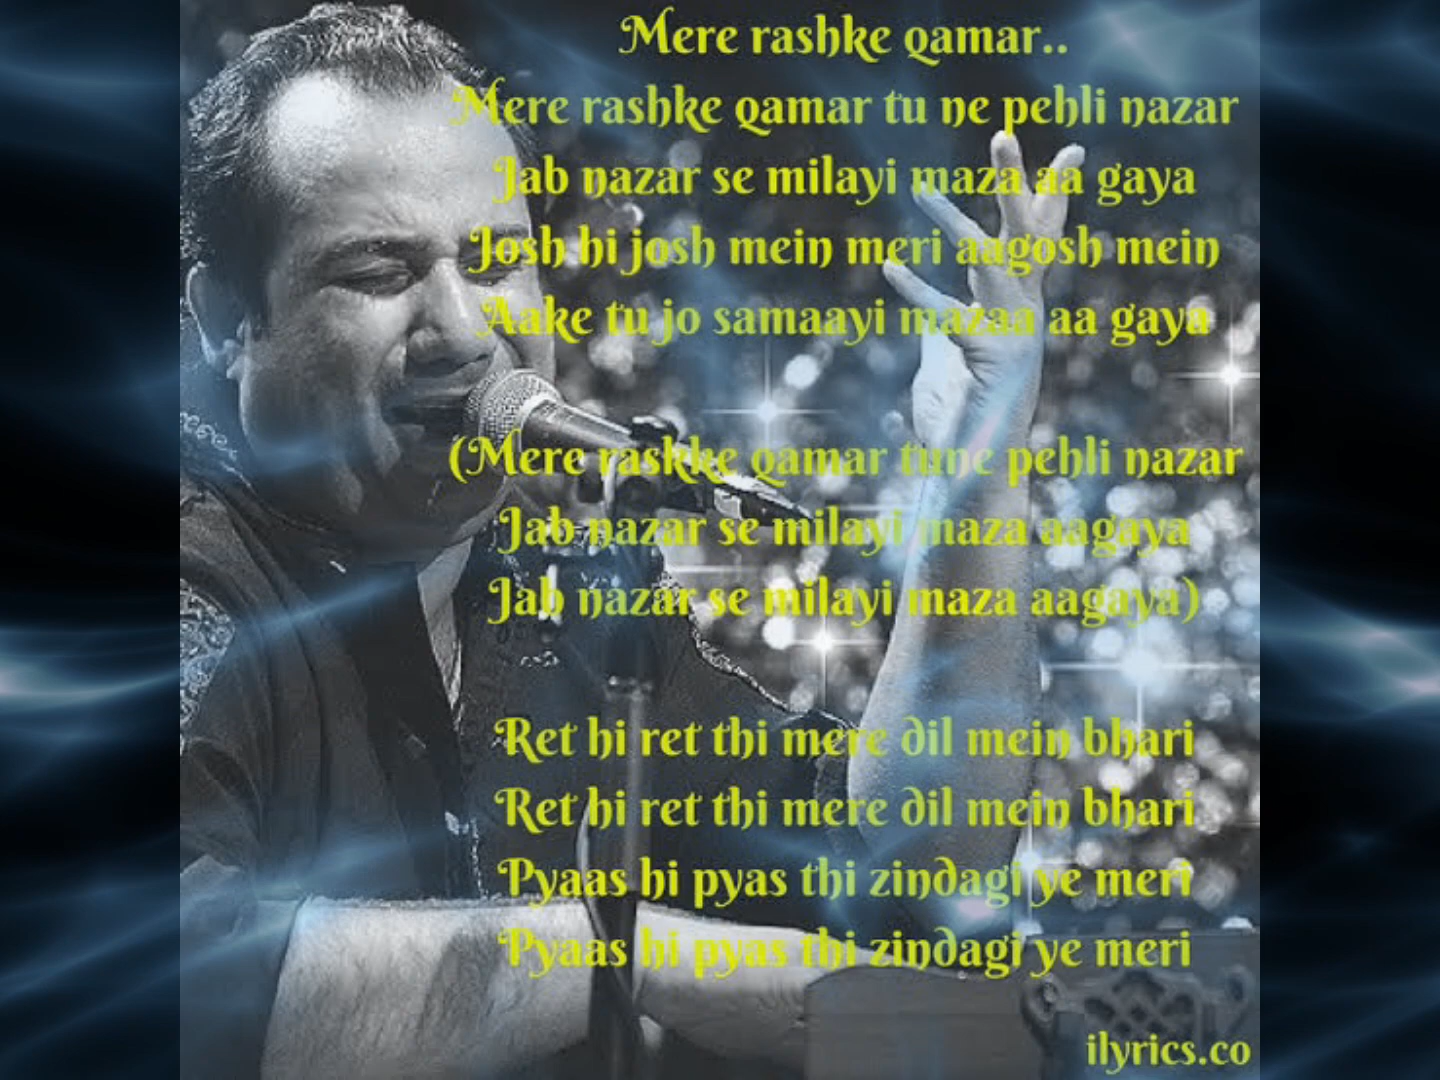 Mere rashke qamar..
Mere rashke qamar tu ne pehli nazar
Jab nazar se milayi maza aa gaya
Josh hi josh mein meri aagosh mein
Aake tu jo samaayi mazaa aa gaya
(Mere raskke qamar tune pehli nazar
Jab nazar se milayi maza aagaya
Jab nazar se milayi maza aagaya)
Ret hi ret thi mere dil mein bhari
Ret hi ret thi mere dil mein bhari
Pyaas hi pyas thi zindagi ye meri
Pyaas hi pyas thi zindagi ye meri
ilyrics.co